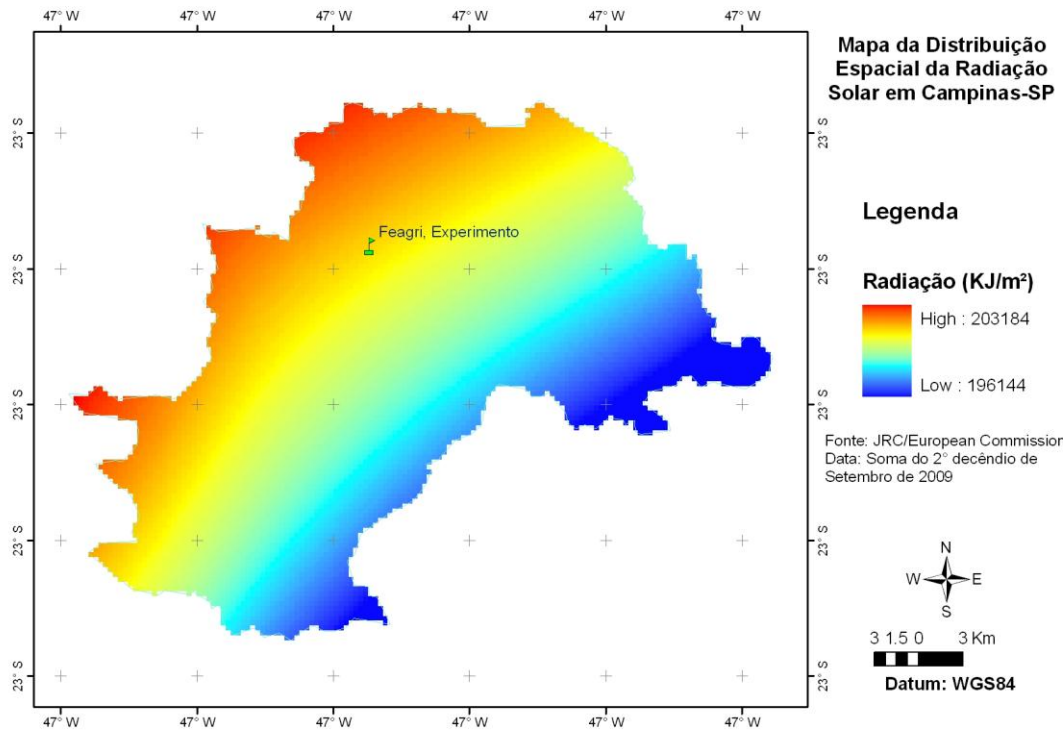 47° W 47° W 47° W 47° W 47° W 47° W
Mapa da Distribuição
Espacial da Radiação
Solar em Campinas-SP
23° S 23° S
Feagri, Experimento
23° S 23° S
Legenda
Radiação (KJ/m²)
High : 203184
Low : 196144
23° S 23° S
Fonte: JRC/European Commission
Data: Soma do 2° decêndio de
Setembro de 2009
23° S 23° S
N
W E
S
3 1.5 0 3 Km
Datum: WGS84
23° S 23° S
47° W 47° W 47° W 47° W 47° W 47° W